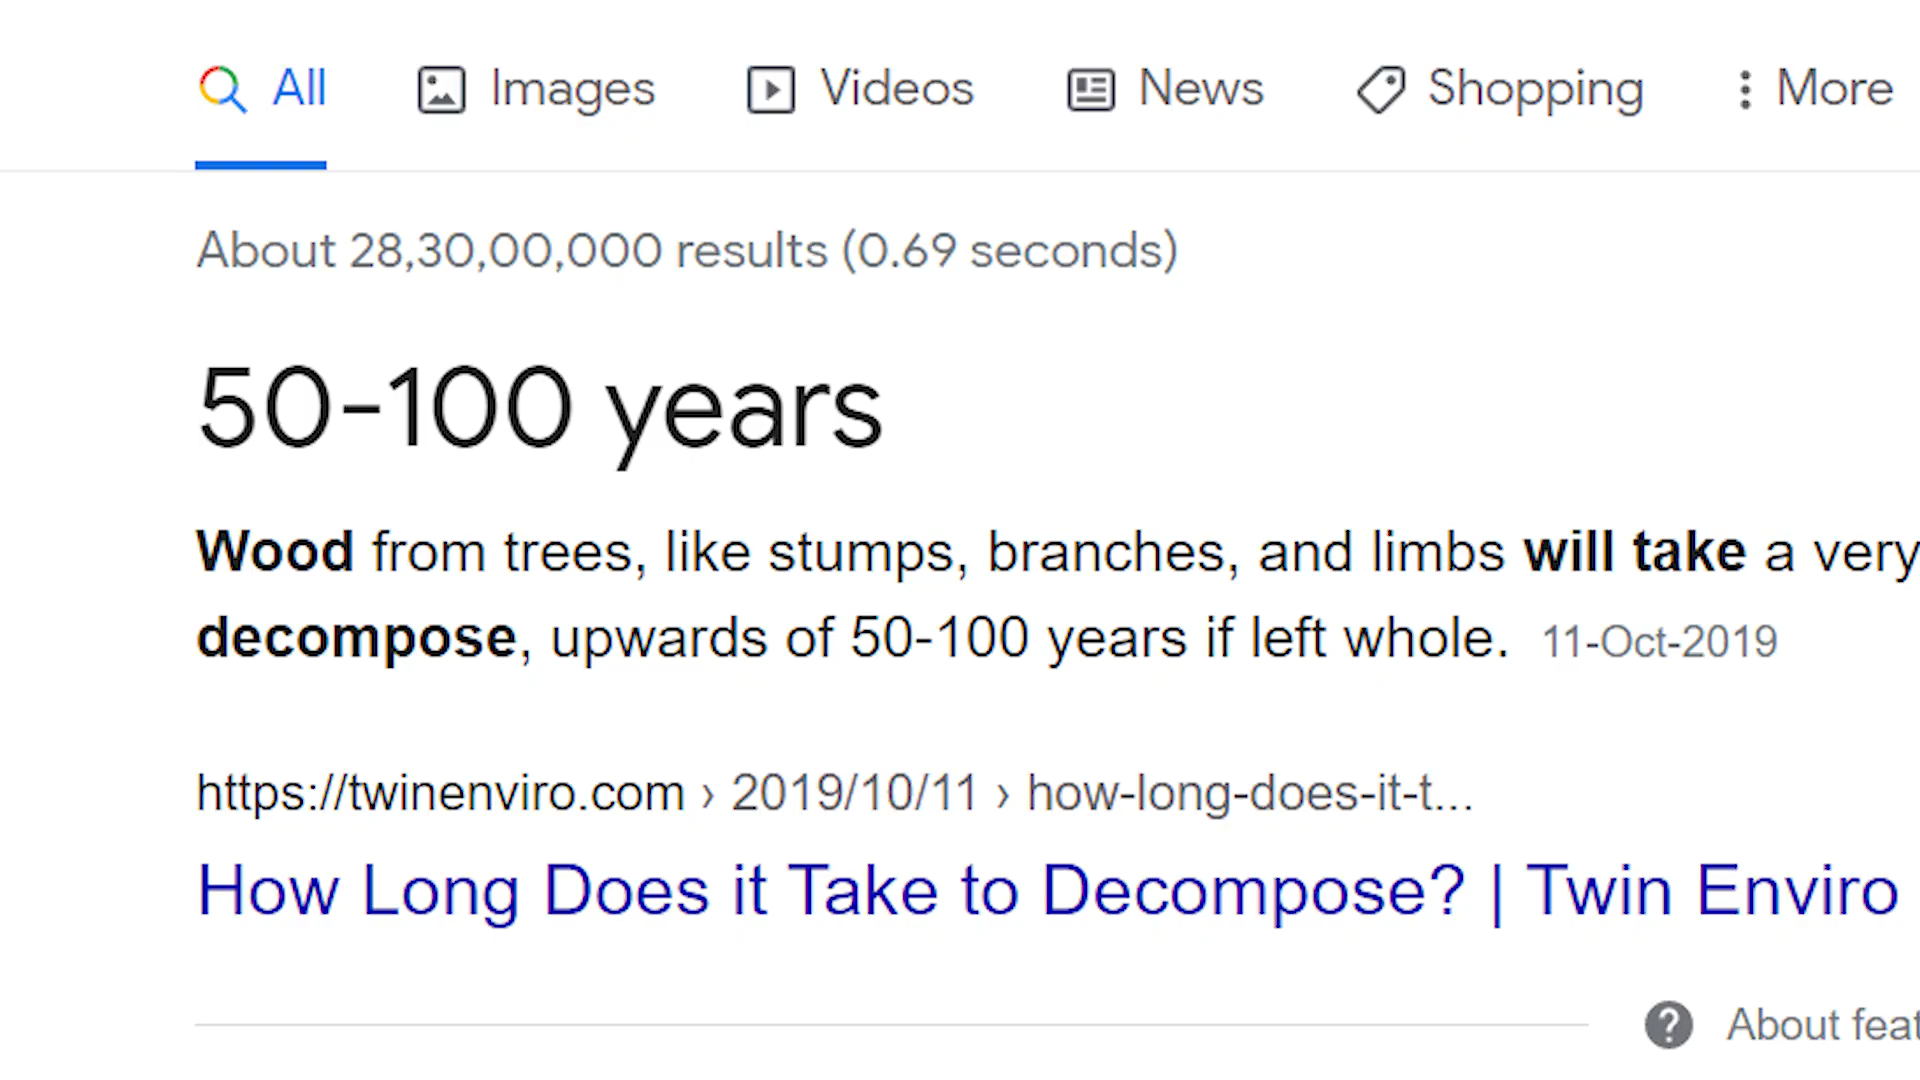 All Images Videos News Shopping More
About 28,30,00,000 results (0.69 seconds)
50-100 years
Wood from trees, like stumps, branches, and limbs will take a very
decompose, upwards of 50-100 years if left whole. 11-Oct-2019
https://twinenviro.com › 2019/10/11 › how-long-does-it-t...
How Long Does it Take to Decompose? | Twin Enviro
About